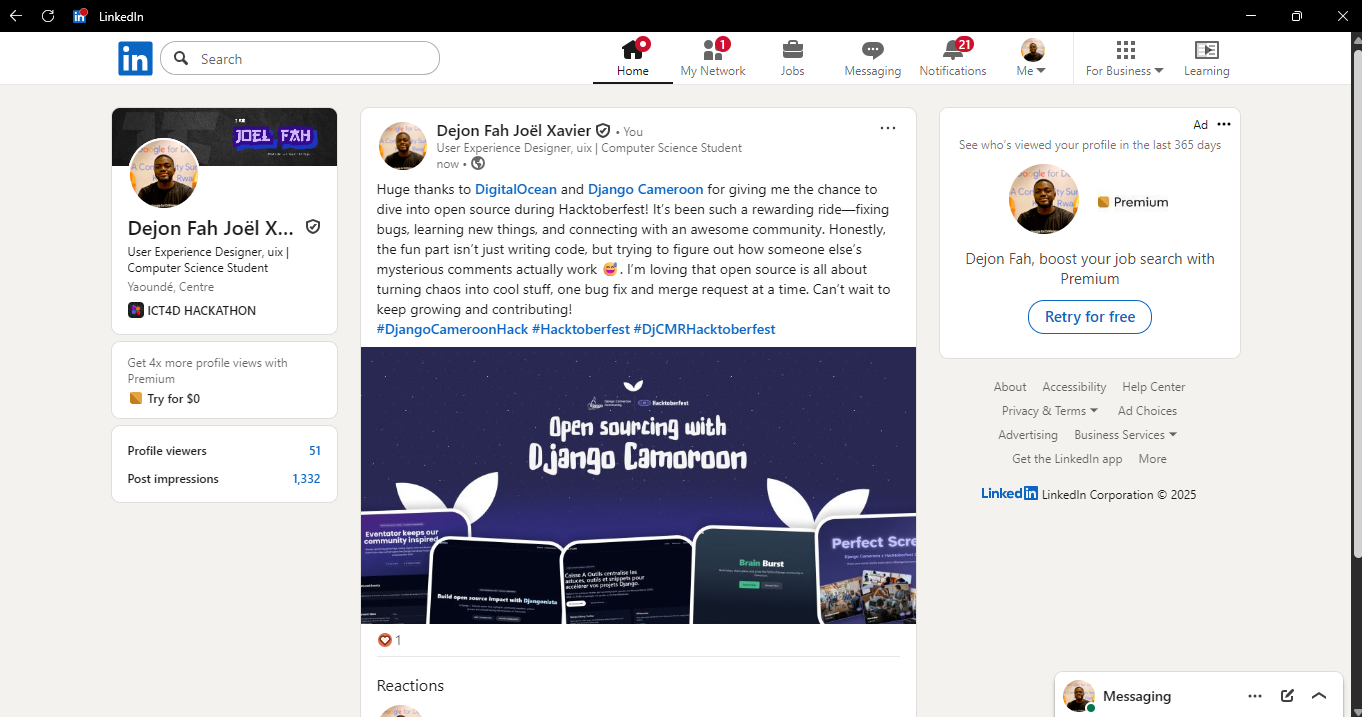 LinkedIn
in
Search
Home
1
My Network
Jobs
Messaging
21
Notifications
Me
For Business
Learning
JOEL FAH
Dejon Fah Joël X...
User Experience Designer, uix |
Computer Science Student
Yaoundé, Centre
ICT4D HACKATHON
Get 4x more profile views with
Premium
Try for $0
Profile viewers 51
Post impressions 1,332
Dejon Fah Joël Xavier • You
User Experience Designer, uix | Computer Science Student
now •
Huge thanks to DigitalOcean and Django Cameroon for giving me the chance to
dive into open source during Hacktoberfest! It’s been such a rewarding ride—fixing
bugs, learning new things, and connecting with an awesome community. Honestly,
the fun part isn’t just writing code, but trying to figure out how someone else’s
mysterious comments actually work 😅. I’m loving that open source is all about
turning chaos into cool stuff, one bug fix and merge request at a time. Can’t wait to
keep growing and contributing!
#DjangoCameroonHack #Hacktoberfest #DjCMRHacktoberfest
Hacktoberfest
Open sourcing with
Django Camoroon
Eventator keeps our
community inspired
Build open source impact with Djangonista
Caisse A Outils centralise les
astuces, outils et snippets pour
accélérer vos projets Django.
Brain Burst
Perfect Scre
1
Reactions
Ad
See who's viewed your profile in the last 365 days
Premium
Dejon Fah, boost your job search with
Premium
Retry for free
About Accessibility Help Center
Privacy & Terms Ad Choices
Advertising Business Services
Get the LinkedIn app More
LinkedIn LinkedIn Corporation © 2025
Messaging